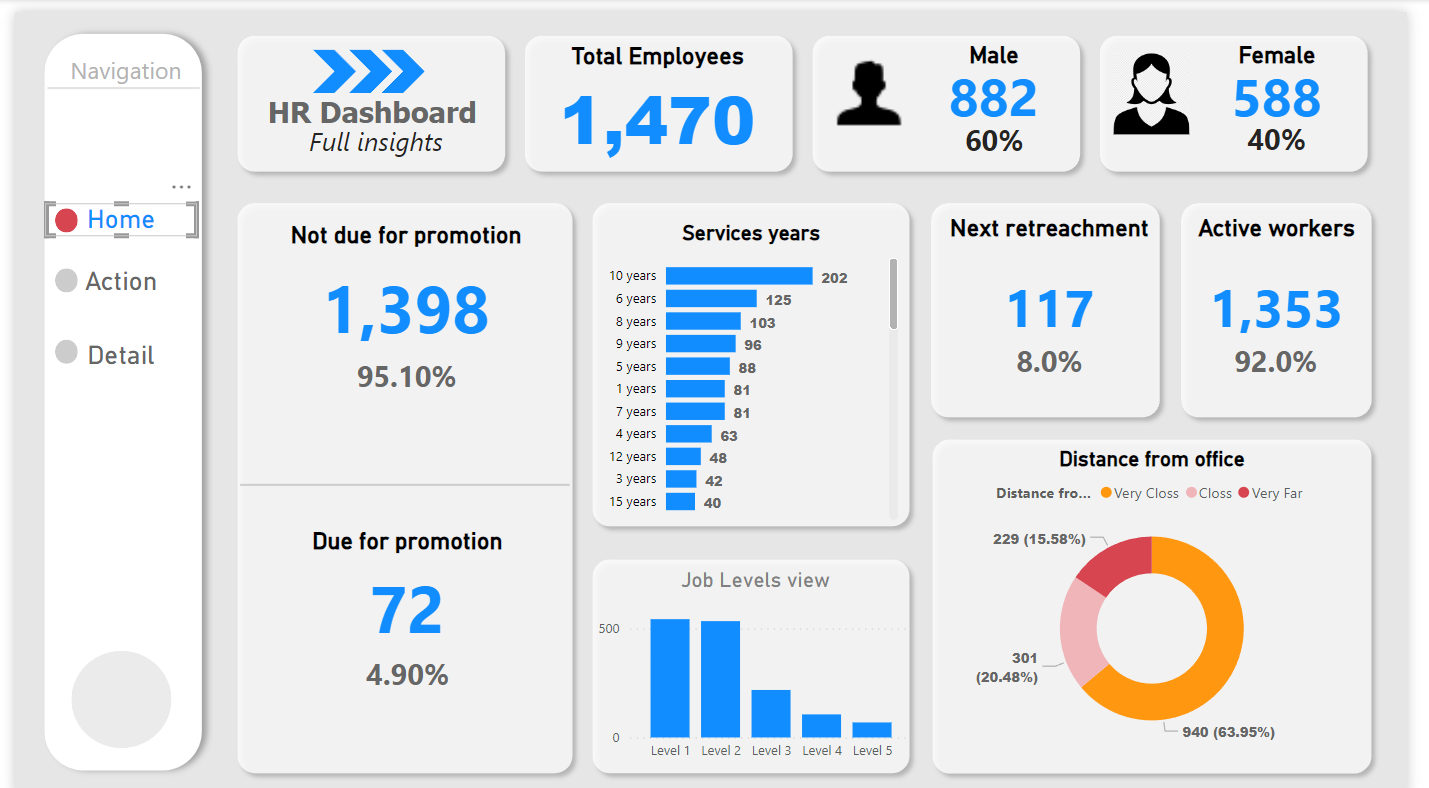 Navigation
...
Home
Action
Detail
HR Dashboard
Full insights
Total Employees
1,470
Male
882
60%
Female
588
40%
Not due for promotion
1,398
95.10%
Due for promotion
72
4.90%
Services years
10 years 202
6 years 125
8 years 103
9 years 96
5 years 88
1 years 81
7 years 81
4 years 63
12 years 48
3 years 42
15 years 40
Job Levels view
500
0
Level 1 Level 2 Level 3 Level 4 Level 5
Next retreachment
117
8.0%
Active workers
1,353
92.0%
Distance from office
Distance fro... Very Closs Closs Very Far
229 (15.58%)
301
(20.48%)
940 (63.95%)